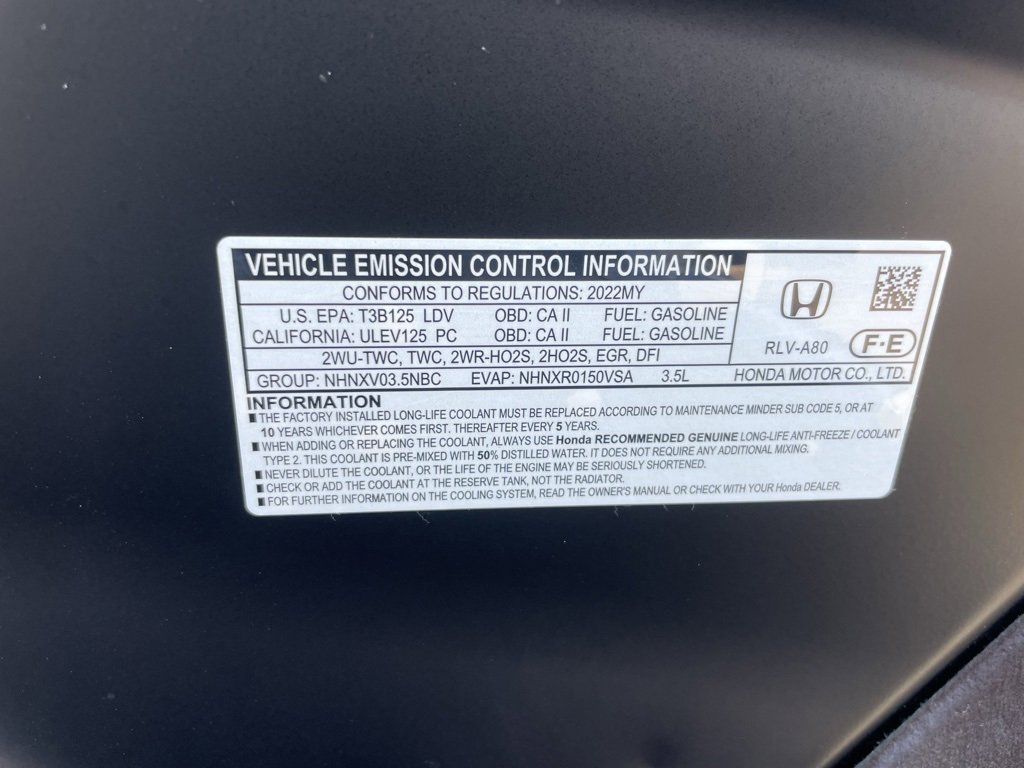 VEHICLE EMISSION CONTROL INFORMATION
CONFORMS TO REGULATIONS: 2022MY
U.S. EPA: T3B125 LDV OBD: CA II FUEL: GASOLINE
CALIFORNIA: ULEV125 PC OBD: CA II FUEL: GASOLINE
2WU-TWC, TWC, 2WR-HO2S, 2HO2S, EGR, DFI
GROUP: NHNXV03.5NBC EVAP: NHNXR0150VSA 3.5L
RLV-A80 F·E
HONDA MOTOR CO., LTD.
INFORMATION
THE FACTORY INSTALLED LONG-LIFE COOLANT MUST BE REPLACED ACCORDING TO MAINTENANCE MINDER SUB CODE 5, OR AT
10 YEARS WHICHEVER COMES FIRST. THEREAFTER EVERY 5 YEARS.
WHEN ADDING OR REPLACING THE COOLANT, ALWAYS USE Honda RECOMMENDED GENUINE LONG-LIFE ANTI-FREEZE / COOLANT
TYPE 2. THIS COOLANT IS PRE-MIXED WITH 50% DISTILLED WATER. IT DOES NOT REQUIRE ANY ADDITIONAL MIXING.
NEVER DILUTE THE COOLANT, OR THE LIFE OF THE ENGINE MAY BE SERIOUSLY SHORTENED.
CHECK OR ADD THE COOLANT AT THE RESERVE TANK, NOT THE RADIATOR.
FOR FURTHER INFORMATION ON THE COOLING SYSTEM, READ THE OWNER'S MANUAL OR CHECK WITH YOUR Honda DEALER.